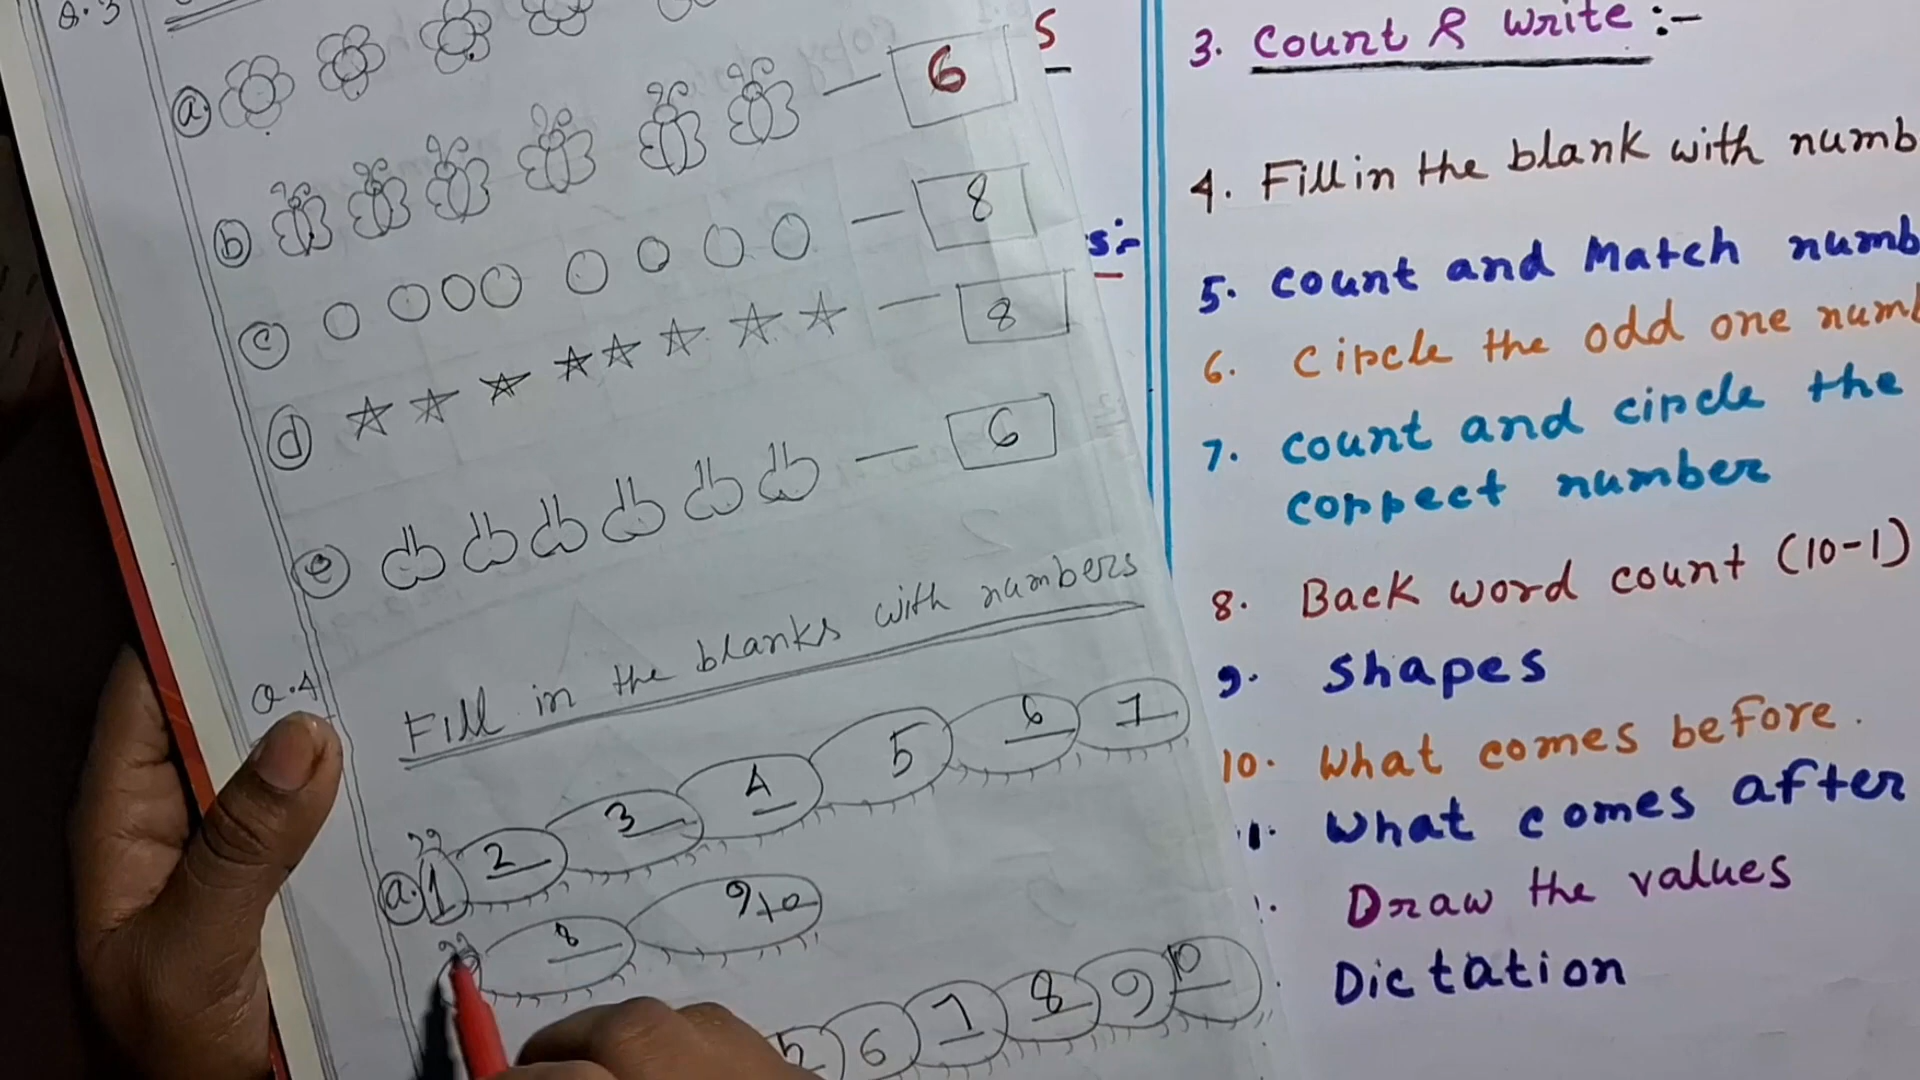 Q.3
a
6
b
8
c
8
d
6
e
Q.4 Fill in the blanks with numbers
a. 1 2 3 4 5 6 7
8 9 10
5 6 7 8 9 10
S
s:-
3. Count & write :-
4. Fill in the blank with numb
5. Count and Match numb
6. Circle the odd one numb
7. Count and circle the
correct number
8. Back word count (10-1)
9. Shapes
10. What comes before.
11. What comes after
Draw the values
Dictation